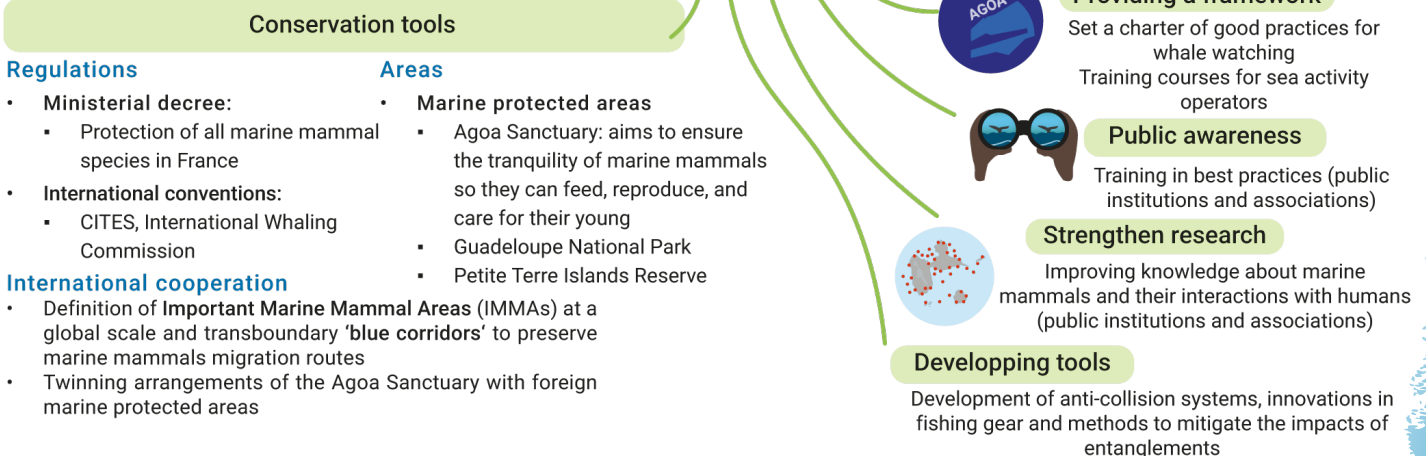 Conservation tools
Regulations
• Ministerial decree:
▪ Protection of all marine mammal
species in France
• International conventions:
▪ CITES, International Whaling
Commission
Areas
• Marine protected areas
▪ Agoa Sanctuary: aims to ensure
the tranquility of marine mammals
so they can feed, reproduce, and
care for their young
▪ Guadeloupe National Park
▪ Petite Terre Islands Reserve
International cooperation
• Definition of Important Marine Mammal Areas (IMMAs) at a
global scale and transboundary ‘blue corridors‘ to preserve
marine mammals migration routes
• Twinning arrangements of the Agoa Sanctuary with foreign
marine protected areas
AGOA
Providing a framework
Set a charter of good practices for
whale watching
Training courses for sea activity
operators
Public awareness
Training in best practices (public
institutions and associations)
Strengthen research
Improving knowledge about marine
mammals and their interactions with humans
(public institutions and associations)
Developping tools
Development of anti-collision systems, innovations in
fishing gear and methods to mitigate the impacts of
entanglements